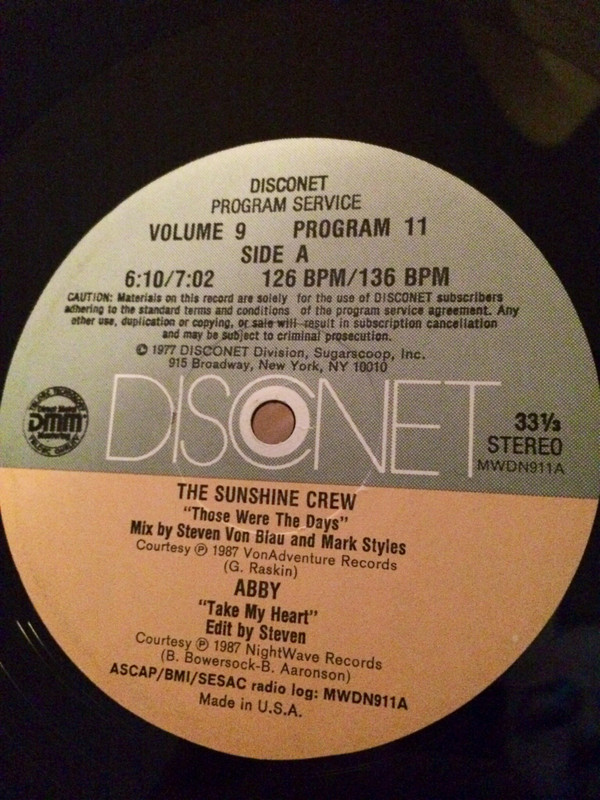 DISCONET
PROGRAM SERVICE
VOLUME 9 PROGRAM 11
SIDE A
6:10/7:02 126 BPM/136 BPM
CAUTION: Materials on this record are solely for the use of DISCONET subscribers
adhering to the standard terms and conditions of the program service agreement. Any
other use, duplication or copying, or sale will result in subscription cancellation
and may be subject to criminal prosecution.
© 1977 DISCONET Division, Sugarscoop, Inc.
915 Broadway, New York, NY 10010
Direct Metal
DMM
Mastering
DISCONET
33⅓
STEREO
MWDN911A
THE SUNSHINE CREW
"Those Were The Days"
Mix by Steven Von Blau and Mark Styles
Courtesy ℗ 1987 VonAdventure Records
(G. Raskin)
ABBY
"Take My Heart"
Edit by Steven
Courtesy ℗ 1987 NightWave Records
(B. Bowersock-B. Aaronson)
ASCAP/BMI/SESAC radio log: MWDN911A
Made in U.S.A.